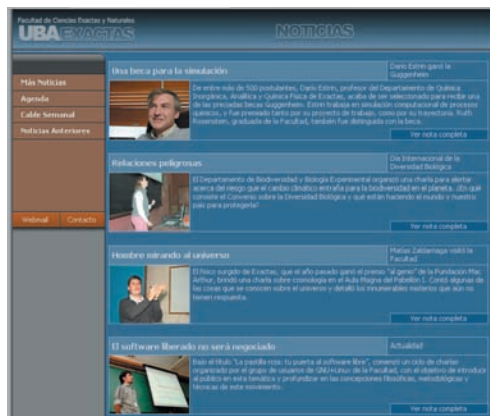 Facultad de Ciencias Exactas y Naturales
UBAEXACTAS
NOTICIAS
Más Noticias
Agenda
Cable Semanal
Noticias Anteriores
Webmail
Contacto
Una beca para la simulación
Darío Estrin ganó la
Guggenheim
De entre más de 500 postulantes, Darío Estrin, profesor del Departamento de Química
Inorgánica, Analítica y Química Física de Exactas, acaba de ser seleccionado para recibir una
de las preciadas becas Guggenheim. Estrin trabaja en simulación computacional de procesos
químicos, y fue premiado tanto por su proyecto de trabajo, como por su trayectoria. Ruth
Rosenstein, graduada de la Facultad, también fue distinguida con la beca.
Ver nota completa
Relaciones peligrosas
Día Internacional de la
Diversidad Biológica
El Departamento de Biodiversidad y Biología Experimental organizó una charla para alertar
acerca del riesgo que el cambio climático entraña para la biodiversidad en el planeta. ¿En qué
consiste el Convenio sobre la Diversidad Biológica y qué están haciendo el mundo y nuestro
país para protegerla?
Ver nota completa
Hombre mirando al universo
Matías Zaldarriaga visitó la
Facultad
El físico surgido de Exactas, que el año pasado ganó el premio "al genio" de la Fundación Mac
Arthur, brindó una charla sobre cosmología en el Aula Magna del Pabellón I. Contó algunas de
las cosas que se conocen sobre el universo y detalló los innumerables misterios que aún no
tienen respuesta.
Ver nota completa
El software liberado no será negociado
Actualidad
Bajo el título "La pastilla roja: tu puerta al software libre", comenzó un ciclo de charlas
organizado por el grupo de usuarios de GNU+Linux de la Facultad, con el objetivo de introducir
al público en esta temática y profundizar en las concepciones filosóficas, metodológicas y
técnicas de este movimiento.
Ver nota completa